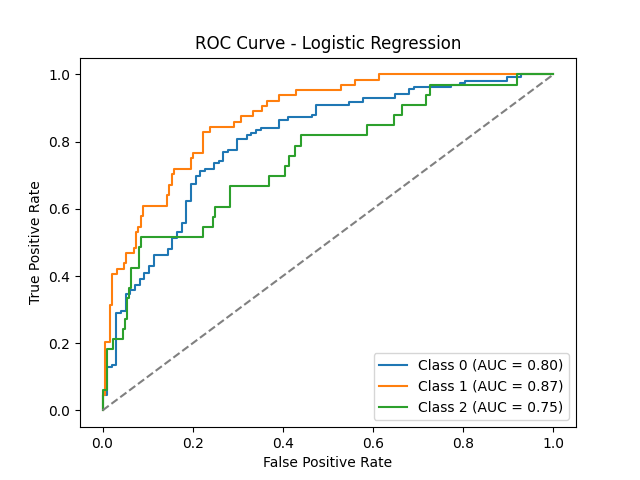 ROC Curve - Logistic Regression
1.0
0.8
0.6
0.4
0.2
0.0
True Positive Rate
Class 0 (AUC = 0.80)
Class 1 (AUC = 0.87)
Class 2 (AUC = 0.75)
0.0 0.2 0.4 0.6 0.8 1.0
False Positive Rate